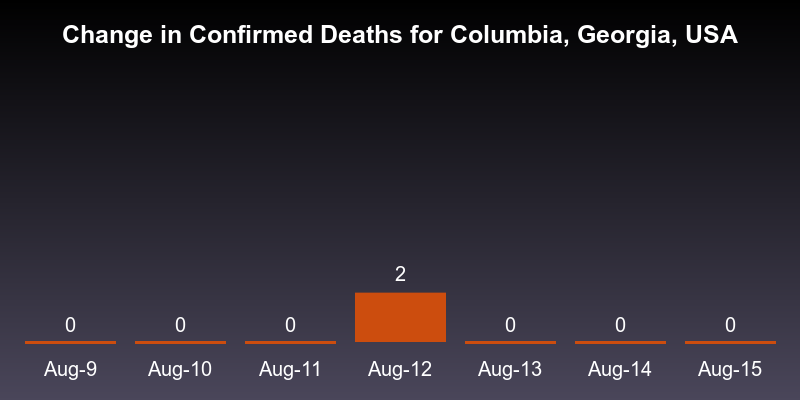 Change in Confirmed Deaths for Columbia, Georgia, USA
2
0 0 0 0 0 0
Aug-9 Aug-10 Aug-11 Aug-12 Aug-13 Aug-14 Aug-15